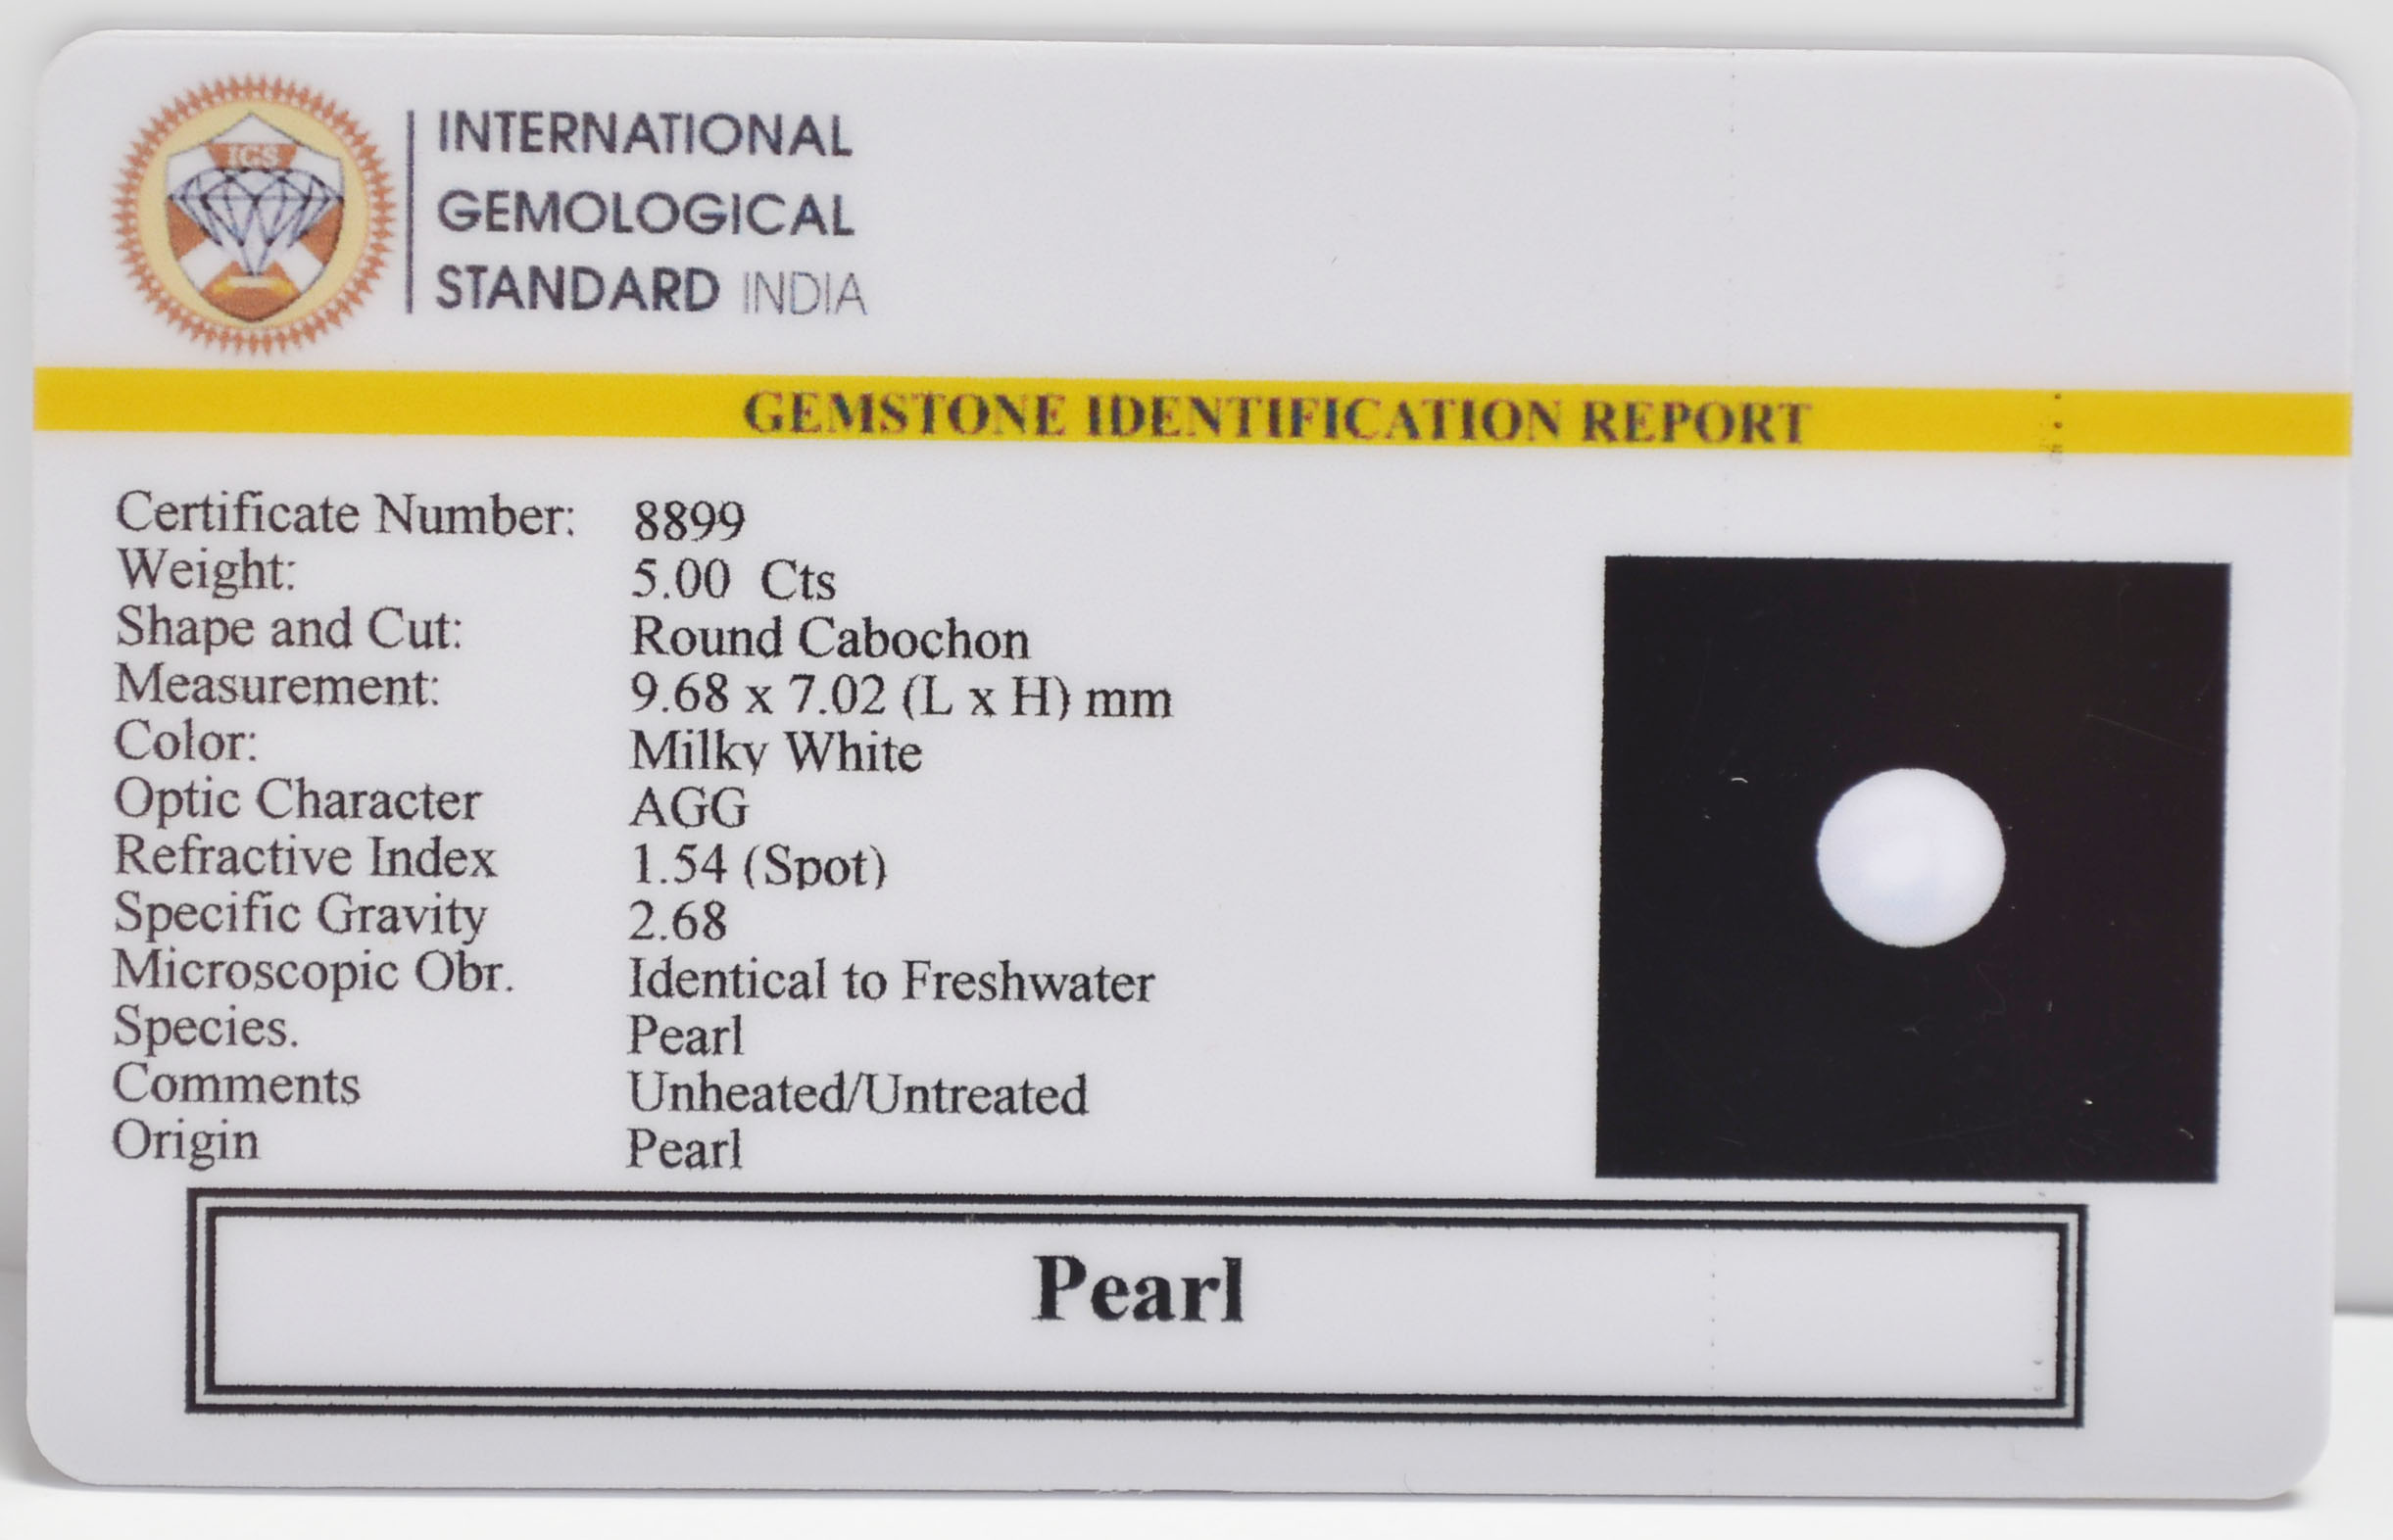 ICS
INTERNATIONAL
GEMOLOGICAL
STANDARD INDIA
GEMSTONE IDENTIFICATION REPORT
Certificate Number: 8899
Weight: 5.00 Cts
Shape and Cut: Round Cabochon
Measurement: 9.68 x 7.02 (L x H) mm
Color: Milky White
Optic Character AGG
Refractive Index 1.54 (Spot)
Specific Gravity 2.68
Microscopic Obr. Identical to Freshwater
Species. Pearl
Comments Unheated/Untreated
Origin Pearl
Pearl